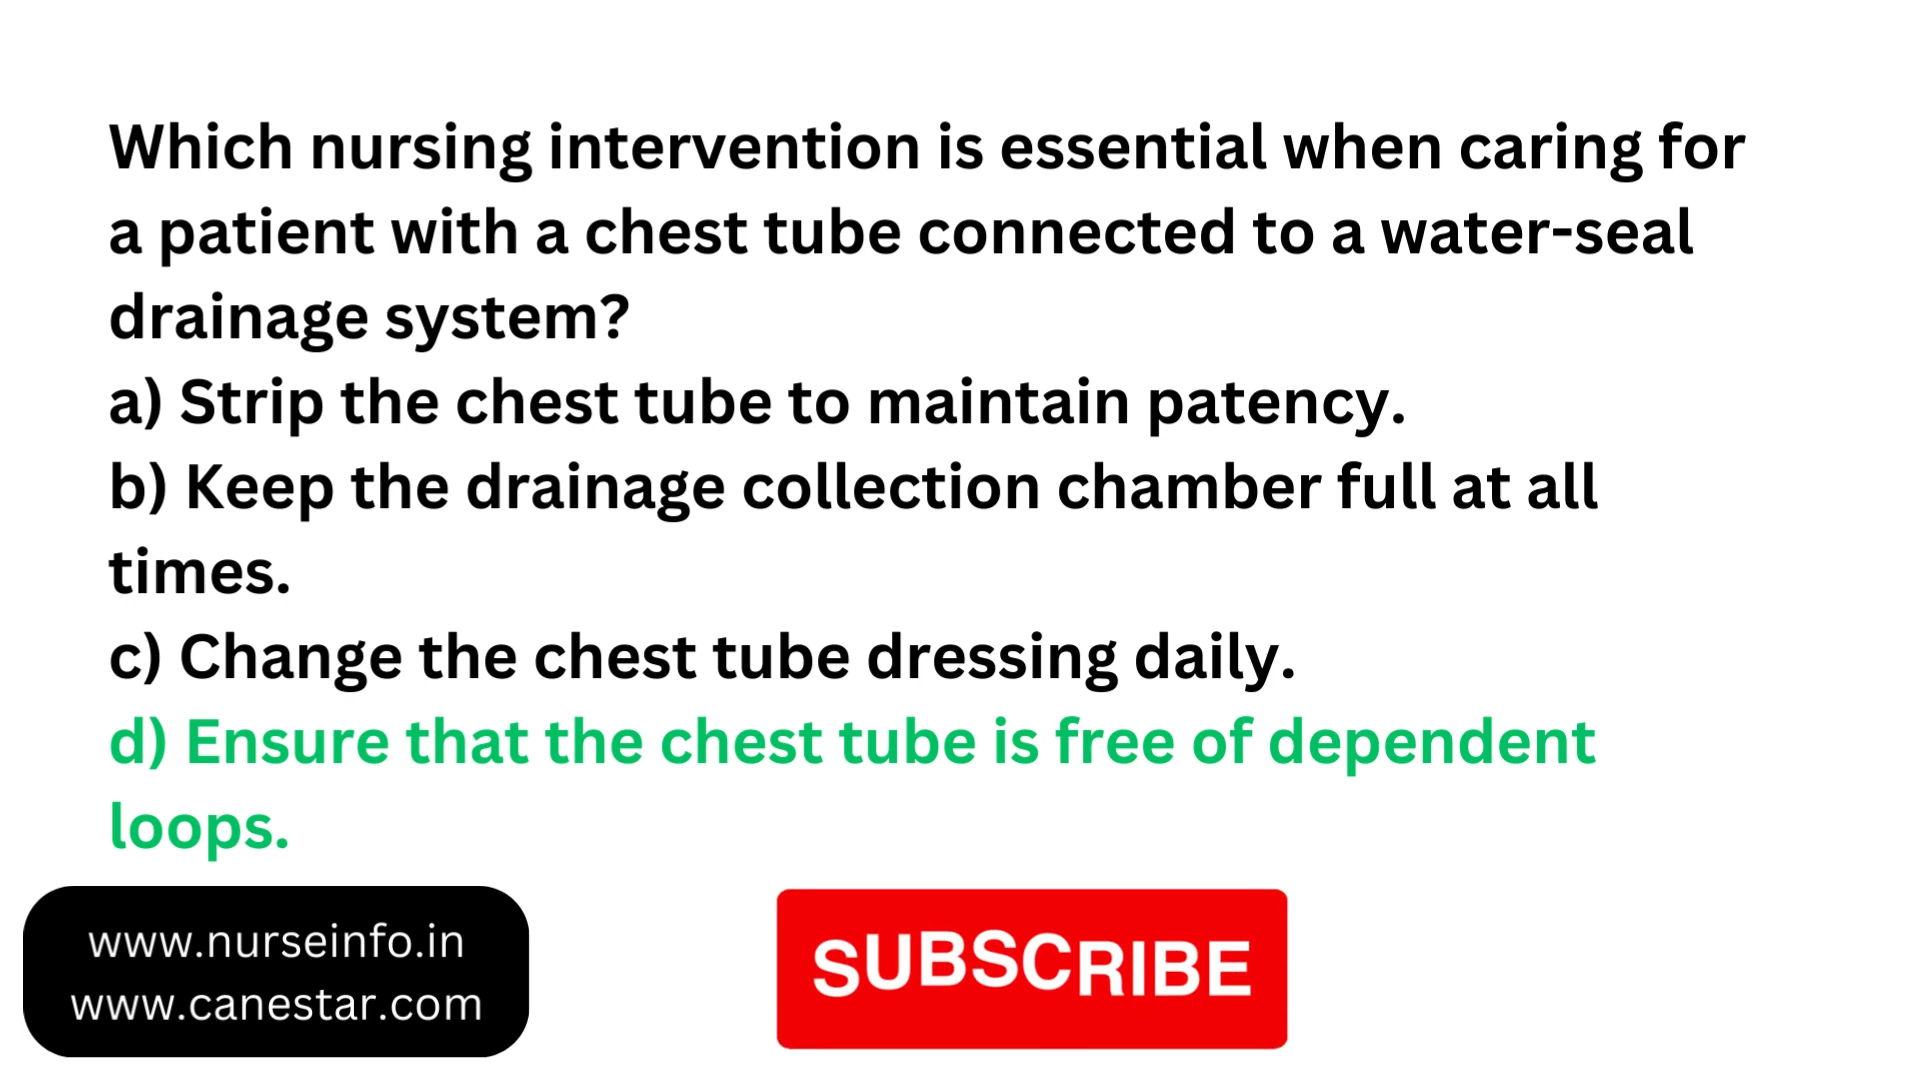 Which nursing intervention is essential when caring for
a patient with a chest tube connected to a water-seal
drainage system?
a) Strip the chest tube to maintain patency.
b) Keep the drainage collection chamber full at all
times.
c) Change the chest tube dressing daily.
d) Ensure that the chest tube is free of dependent
loops.
www.nurseinfo.in
www.canestar.com
SUBSCRIBE